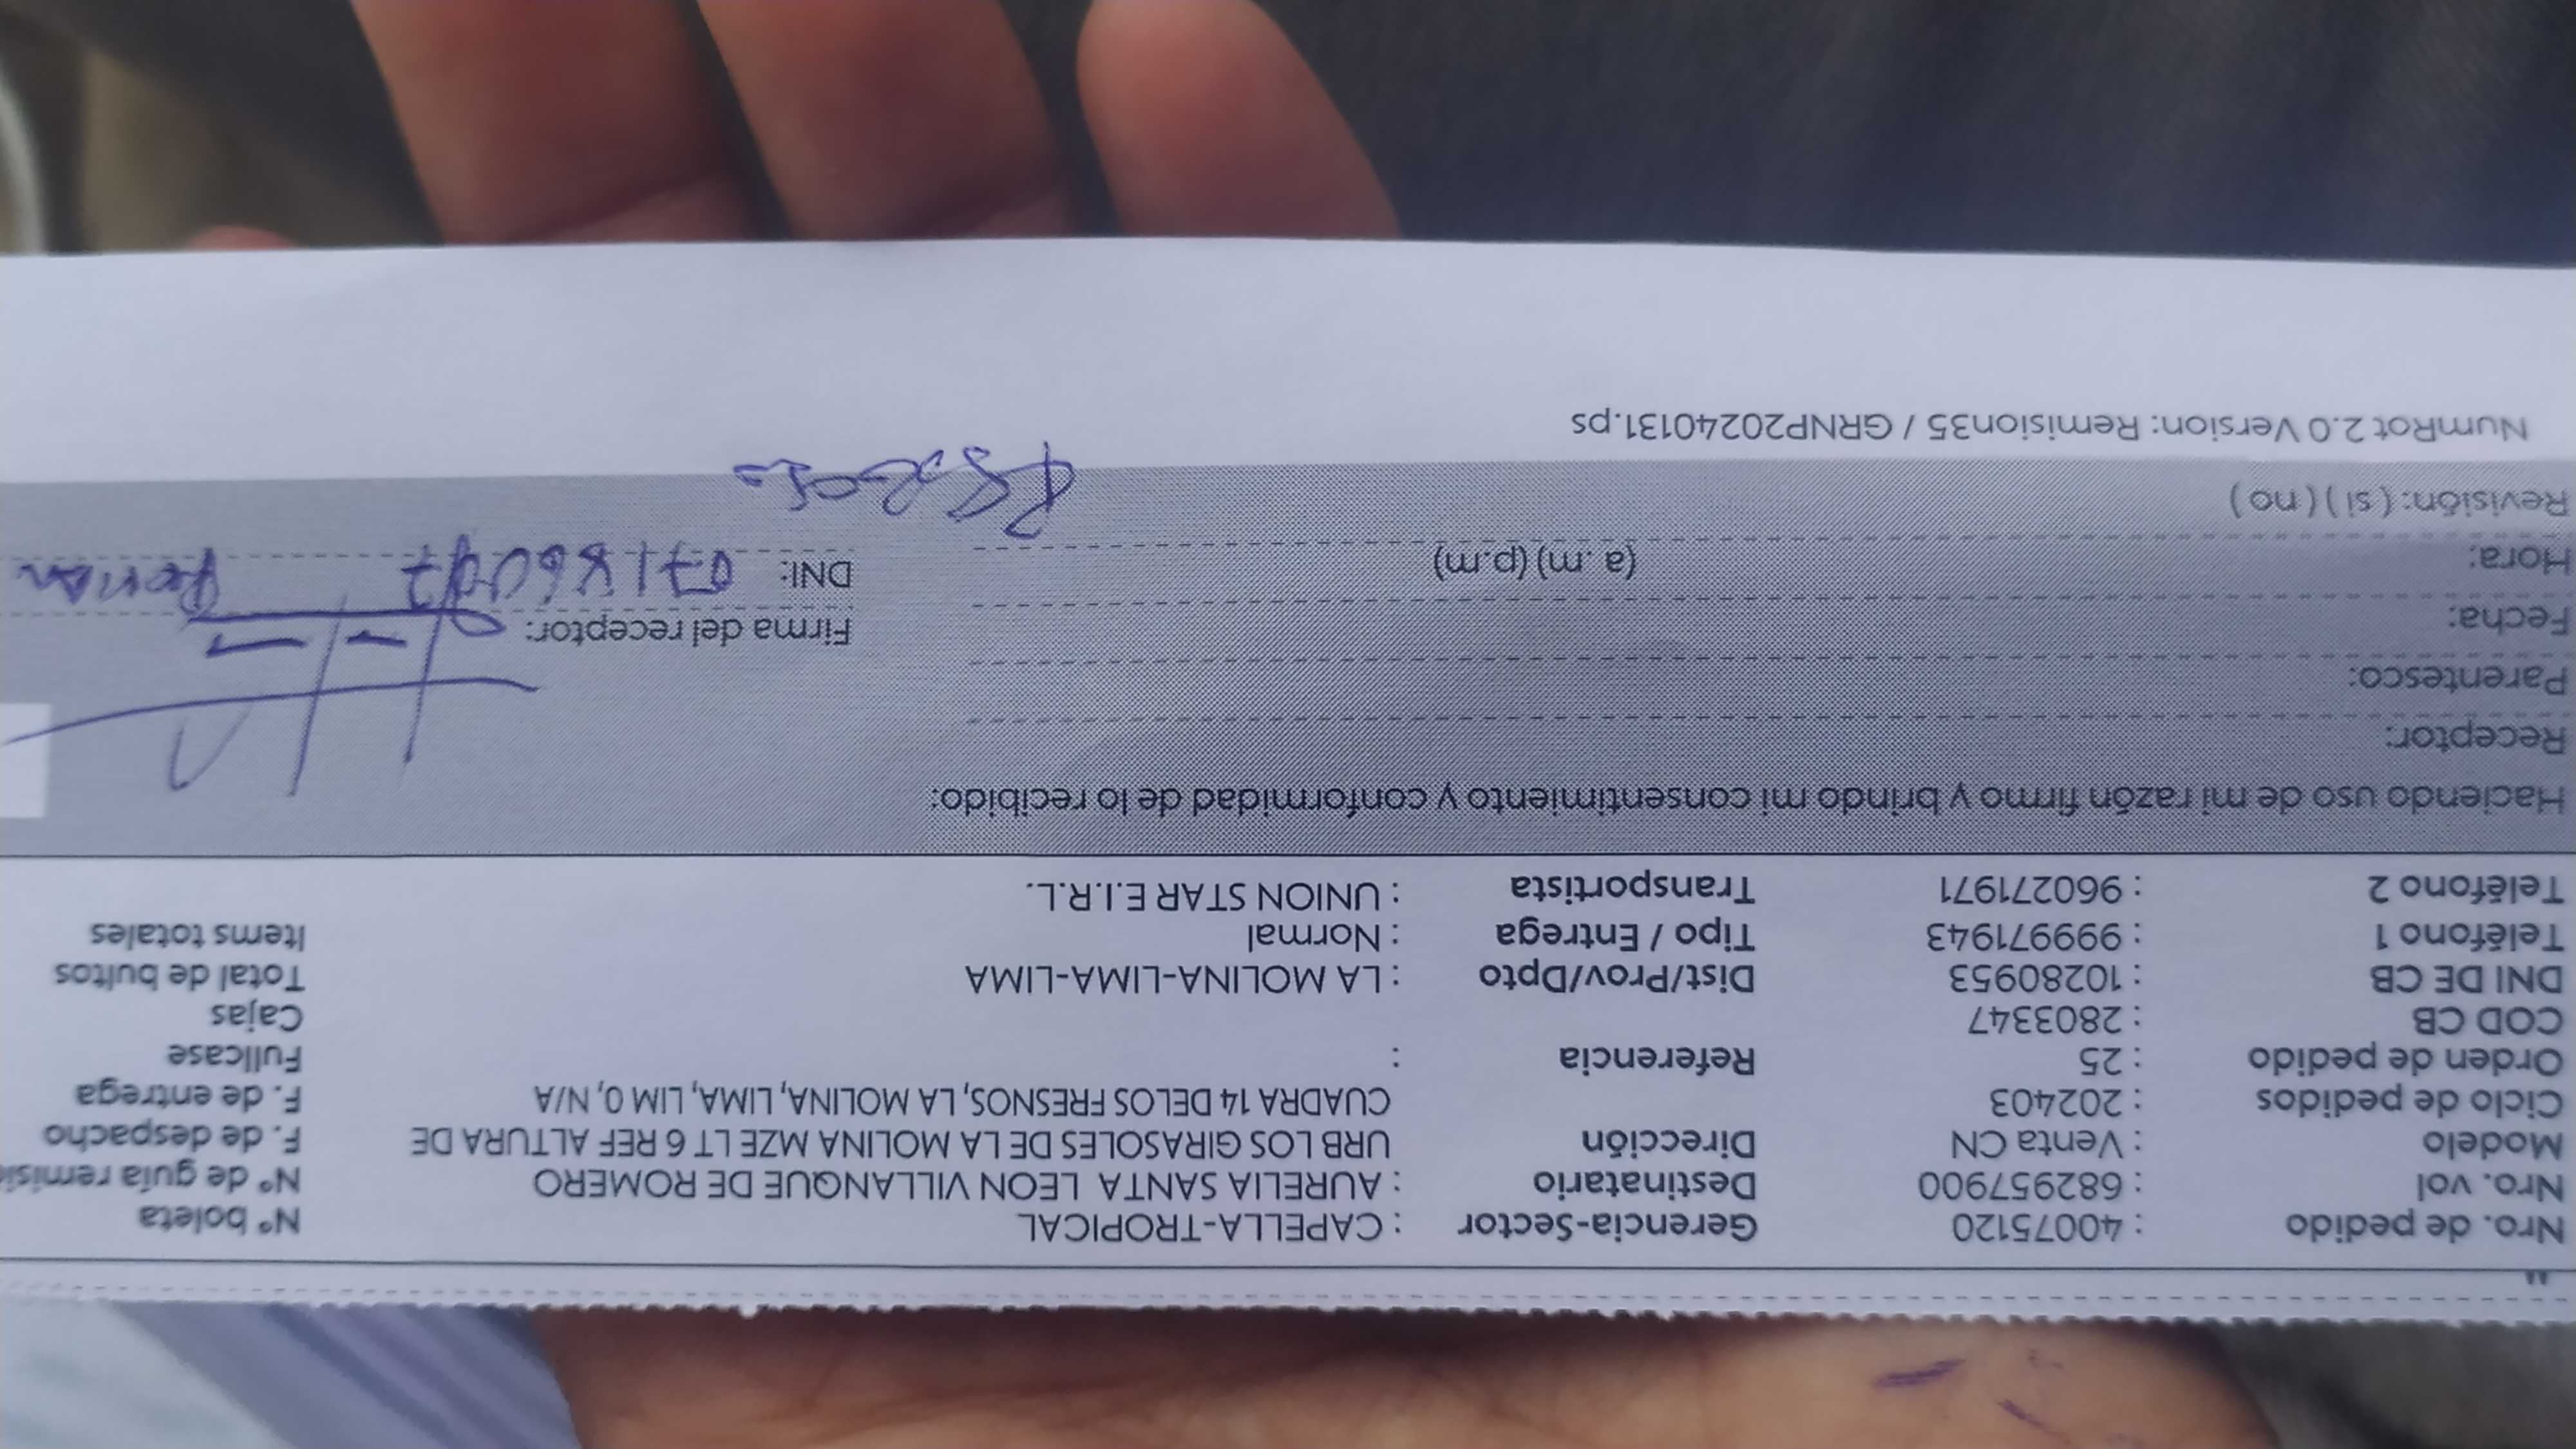 Nro. de pedido : 40075120 Gerencia-Sector : CAPELLA-TROPICAL Nº boleta
Nro. vol : 682957900 Destinatario : AURELIA SANTA LEON VILLANQUE DE ROMERO Nº de guía remisi
Modelo : Venta CN Dirección URB LOS GIRASOLES DE LA MOLINA MZE LT 6 REF ALTURA DE F. de despacho
Ciclo de pedidos : 202403 CUADRA 14 DELOS FRESNOS, LA MOLINA, LIMA, LIM 0, N/A F. de entrega
Orden de pedido : 25 Referencia : Fullcase
COD CB : 2803347 Cajas
DNI DE CB : 10280953 Dist/Prov/Dpto : LA MOLINA-LIMA-LIMA Total de bultos
Teléfono 1 : 999971943 Tipo / Entrega : Normal Items totales
Teléfono 2 : 960271971 Transportista : UNION STAR E.I.R.L.
Haciendo uso de mi razón firmo y brindo mi consentimiento y conformidad de lo recibido:
Receptor:
Parentesco:
Fecha: Firma del receptor:
Hora: (a.m) (p.m) DNI:
Revisión: ( si ) ( no )
NumRot 2.0 Version: Remision35 / GRNP20240131.ps